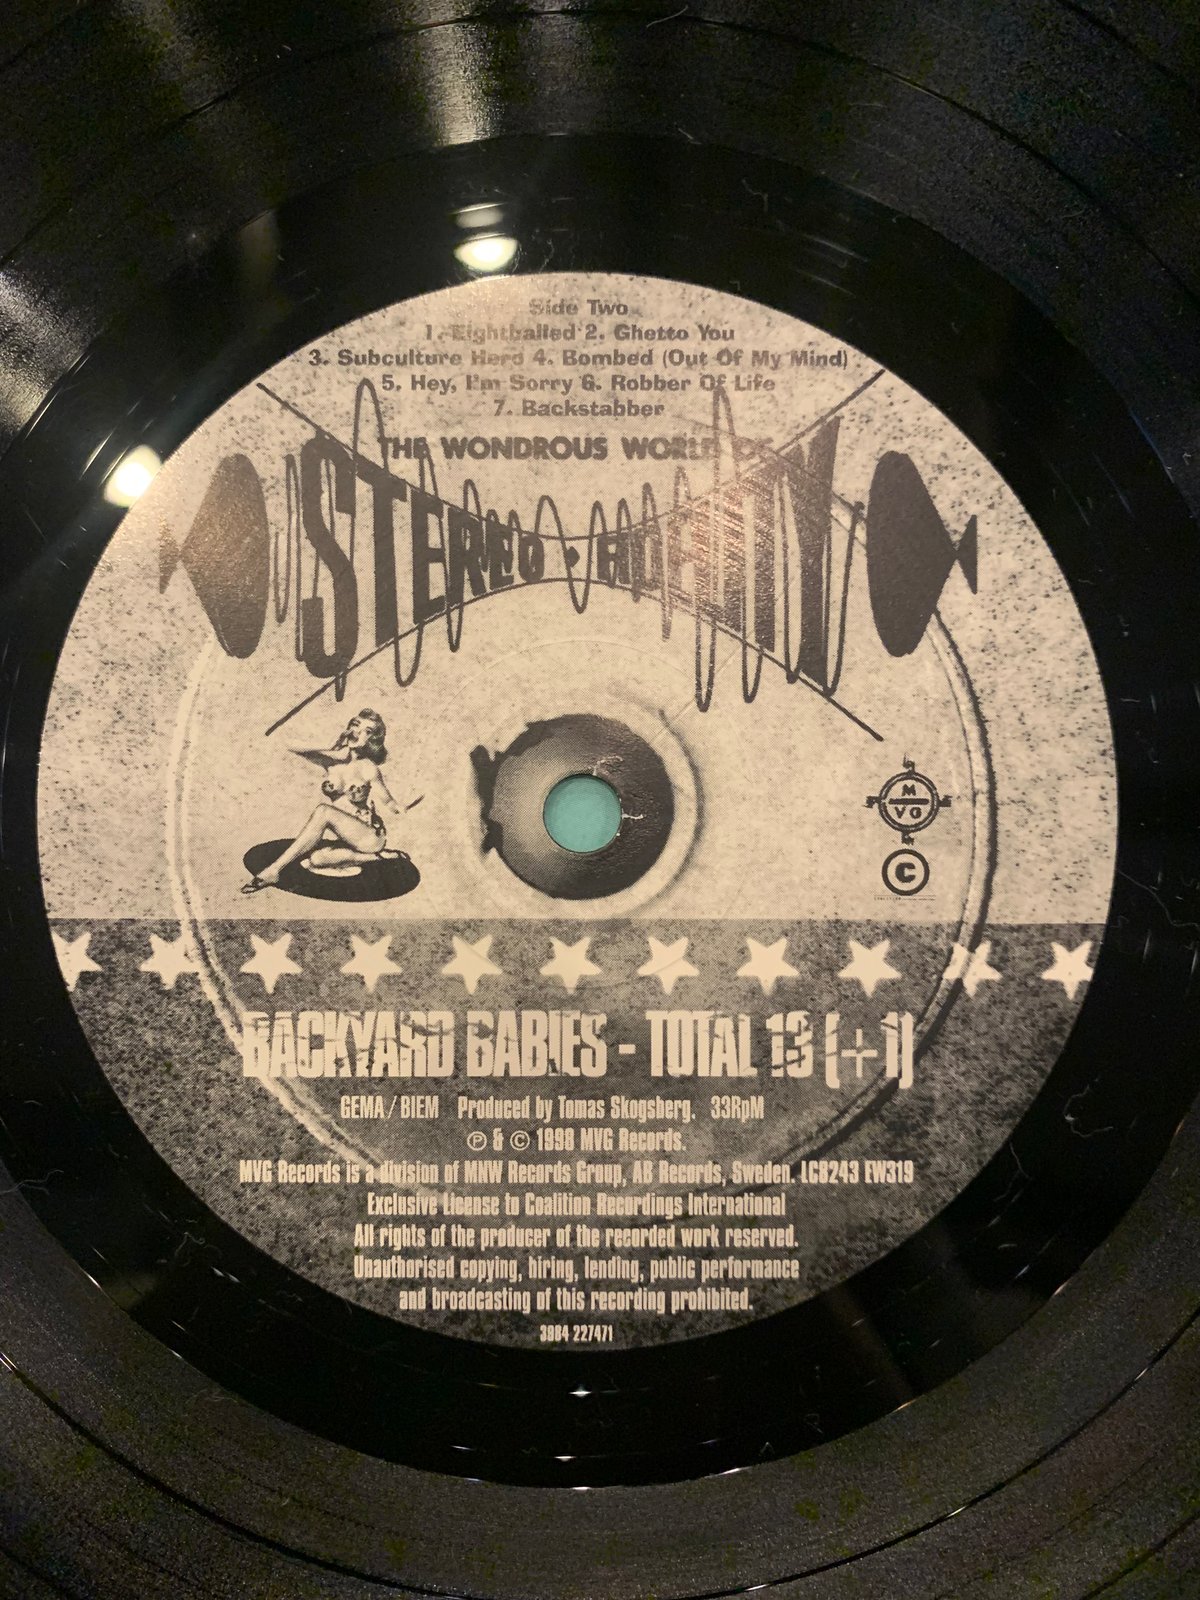 Side Two
1. Eightballed 2. Ghetto You
3. Subculture Hero 4. Bombed (Out Of My Mind)
5. Hey, I'm Sorry 6. Robber Of Life
7. Backstabber
THE WONDROUS WORLD OF
STEREO
M
VG
C
BACKYARD BABIES - TOTAL 13 (+1)
GEMA/BIEM Produced by Tomas Skogsberg. 33RpM
℗ & © 1998 MVG Records.
MVG Records is a division of MNW Records Group, AB Records, Sweden. LC8243 EW319
Exclusive License to Coalition Recordings International
All rights of the producer of the recorded work reserved.
Unauthorised copying, hiring, lending, public performance
and broadcasting of this recording prohibited.
3984 227471